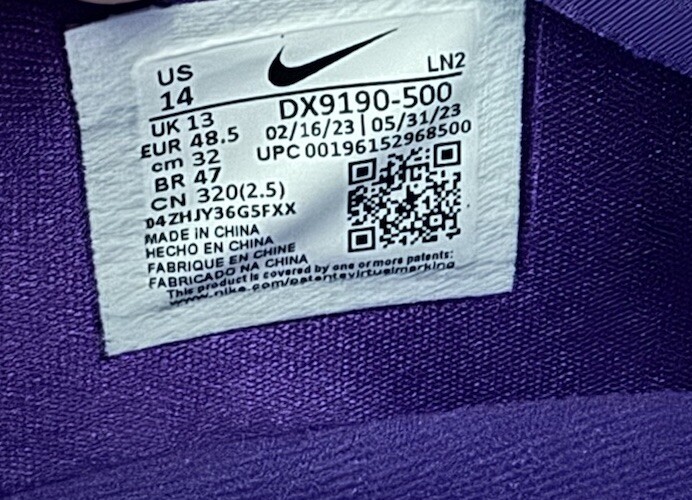 US
14
LN2
DX9190-500
UK 13
02/16/23 | 05/31/23
EUR 48.5
UPC 00196152968500
cm 32
BR 47
CN 320(2.5)
04ZHJY36G5FXX
MADE IN CHINA
HECHO EN CHINA
FABRIQUE EN CHINE
FABRICADO NA CHINA
This product is covered by one or more patents:
www.nike.com/patentsvirtualmarking